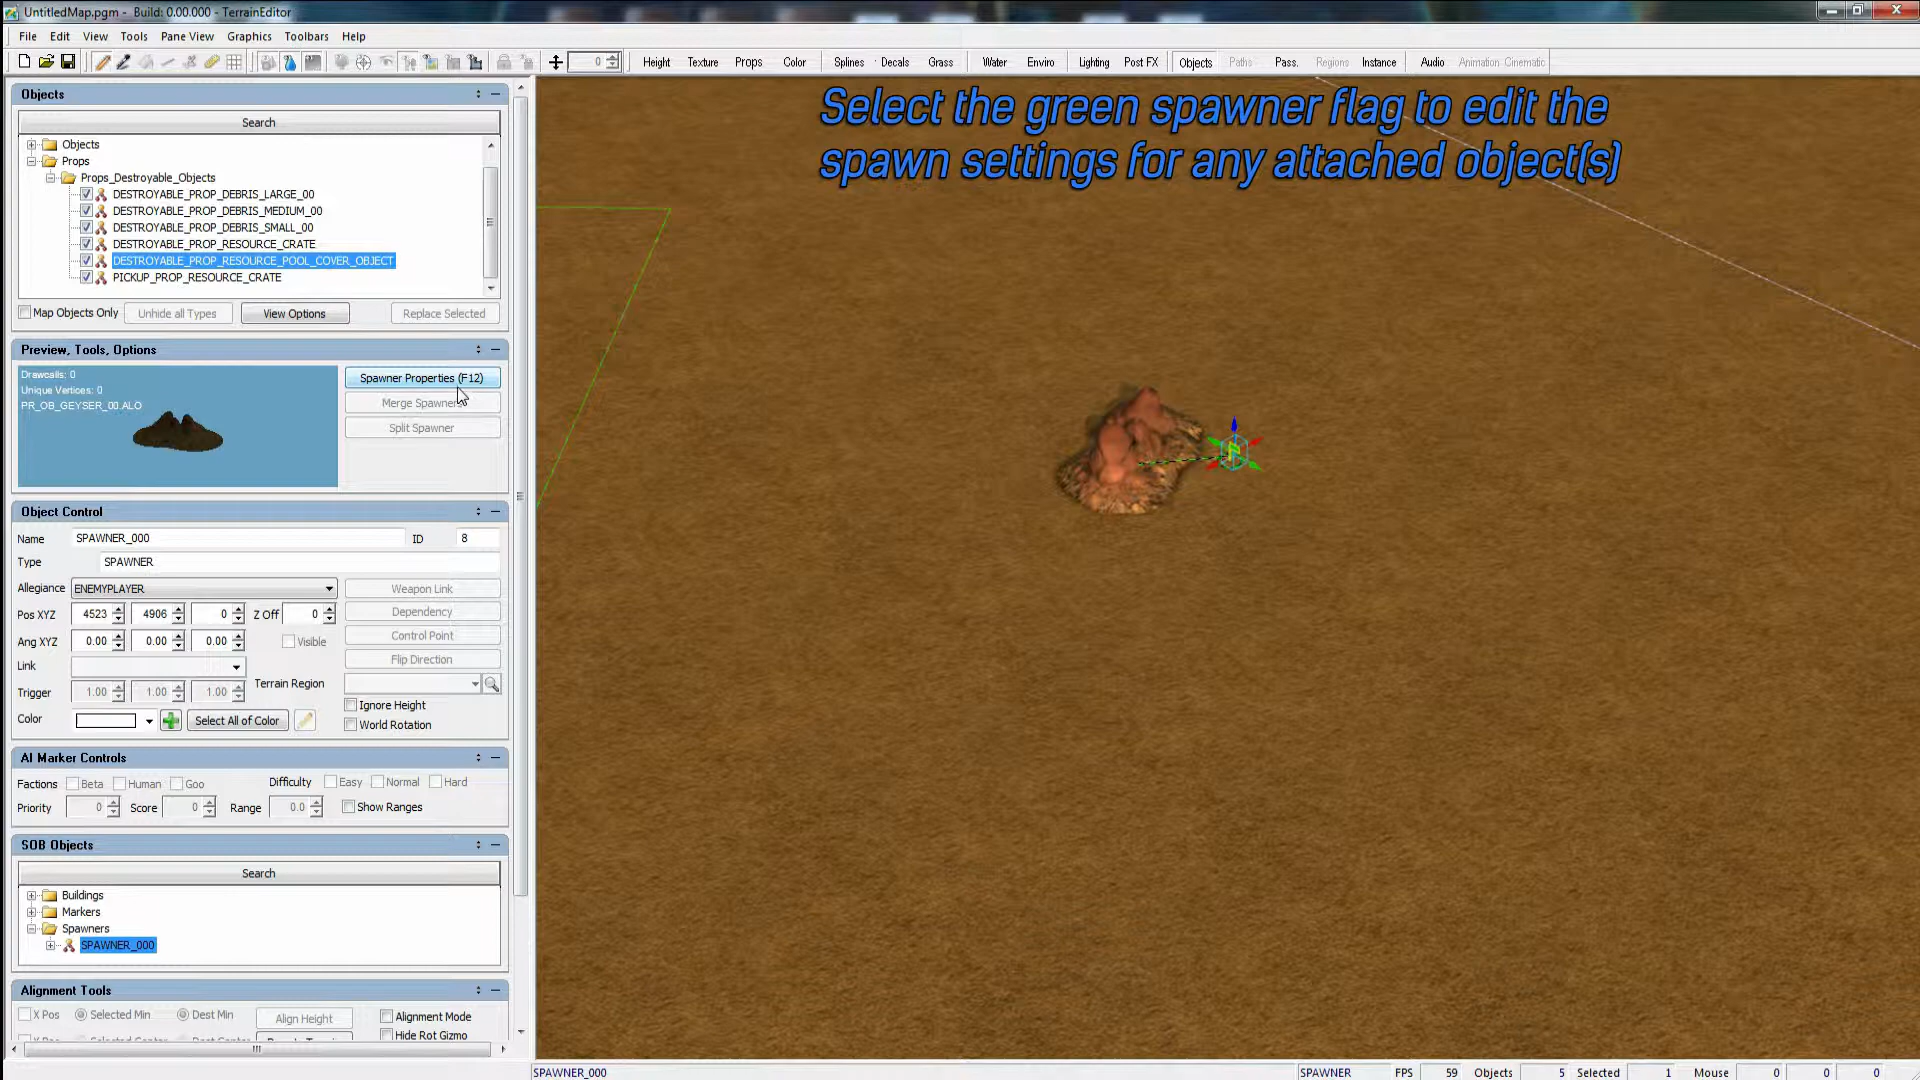 UntitledMap.pgm - Build: 0.00.000 - TerrainEditor
File Edit View Tools Pane View Graphics Toolbars Help
0 Height Texture Props Color Splines Decals Grass Water Enviro Lighting Post FX Objects Paths Pass. Regions Instance Audio Animation Cinematic
Select the green spawner flag to edit the
spawn settings for any attached object(s)
Objects
Search
Objects
Props
Props_Destroyable_Objects
DESTROYABLE_PROP_DEBRIS_LARGE_00
DESTROYABLE_PROP_DEBRIS_MEDIUM_00
DESTROYABLE_PROP_DEBRIS_SMALL_00
DESTROYABLE_PROP_RESOURCE_CRATE
DESTROYABLE_PROP_RESOURCE_POOL_COVER_OBJECT
PICKUP_PROP_RESOURCE_CRATE
Map Objects Only Unhide all Types View Options Replace Selected
Preview, Tools, Options
Drawcalls: 0
Unique Vertices: 0
PR_OB_GEYSER_00.ALO
Spawner Properties (F12)
Merge Spawners
Split Spawner
Object Control
Name SPAWNER_000 ID 8
Type SPAWNER
Allegiance ENEMYPLAYER Weapon Link
Pos XYZ 4523 4906 0 Z Off 0 Dependency
Ang XYZ 0.00 0.00 0.00 Visible Control Point
Link Flip Direction
Trigger 1.00 1.00 1.00 Terrain Region
Color Select All of Color
Ignore Height
World Rotation
AI Marker Controls
Factions Beta Human Goo Difficulty Easy Normal Hard
Priority 0 Score 0 Range 0.0 Show Ranges
SOB Objects
Search
Buildings
Markers
Spawners
SPAWNER_000
Alignment Tools
X Pos Selected Min Dest Min Align Height Alignment Mode
Hide Rot Gizmo
SPAWNER_000 SPAWNER FPS 59 Objects 5 Selected 1 Mouse 0 0 0